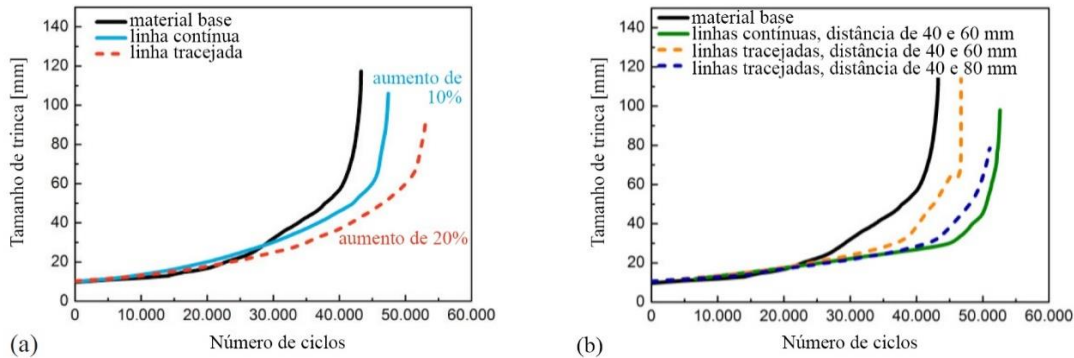 Tamanho de trinca [mm]
140
120
100
80
60
40
20
0
material base
linha contínua
linha tracejada
aumento de
10%
aumento de 20%
0
10.000
20.000
30.000
40.000
50.000
60.000
Número de ciclos
(a)
Tamanho de trinca [mm]
140
120
100
80
60
40
20
0
material base
linhas contínuas, distância de 40 e 60 mm
linhas tracejadas, distância de 40 e 60 mm
linhas tracejadas, distância de 40 e 80 mm
0
10.000
20.000
30.000
40.000
50.000
60.000
Número de ciclos
(b)